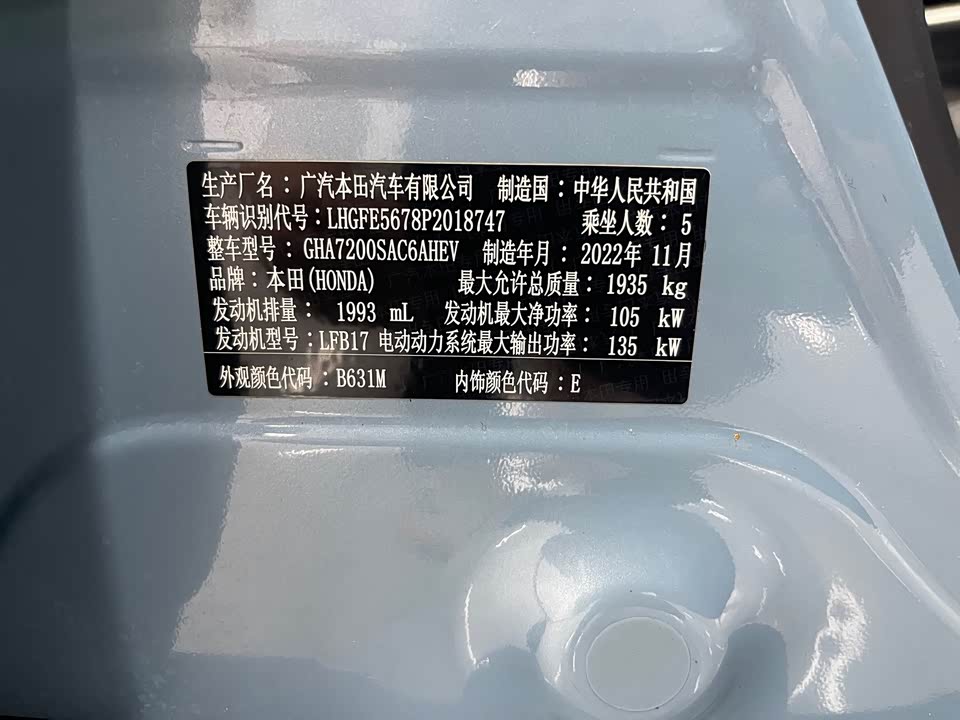 生产厂名：广汽本田汽车有限公司 制造国：中华人民共和国
车辆识别代号：LHGFE5678P2018747 乘坐人数：5
整车型号：GHA7200SAC6AHEV 制造年月：2022年11月
品牌：本田(HONDA) 最大允许总质量：1935 kg
发动机排量：1993 mL 发动机最大净功率：105 kW
发动机型号：LFB17 电动动力系统最大输出功率：135 kW
外观颜色代码：B631M 内饰颜色代码：E